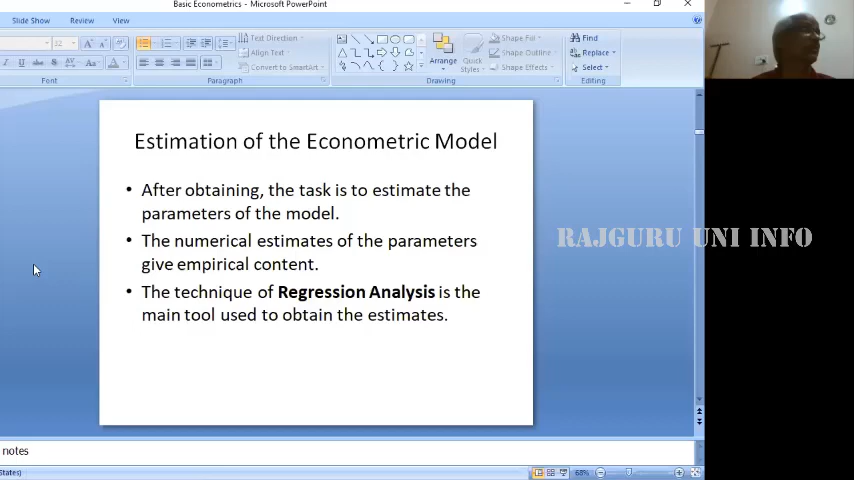 Basic Econometrics - Microsoft PowerPoint
Slide Show Review View
32 Text Direction Shape Fill Find
Align Text Shape Outline Replace
Convert to SmartArt Arrange Quick Styles Shape Effects Select
Font Paragraph Drawing Editing
Estimation of the Econometric Model
• After obtaining, the task is to estimate the
parameters of the model.
• The numerical estimates of the parameters
give empirical content.
• The technique of Regression Analysis is the
main tool used to obtain the estimates.
RAJGURU UNI INFO
notes
States)
68%